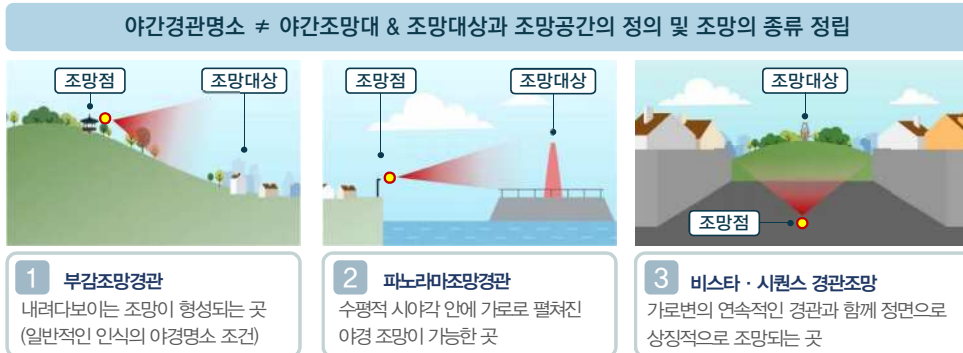 야간경관명소 ≠ 야간조망대 & 조망대상과 조망공간의 정의 및 조망의 종류 정립
조망점
조망대상
조망점
조망대상
조망대상
조망점
1 부감조망경관
내려다보이는 조망이 형성되는 곳
(일반적인 인식의 야경명소 조건)
2 파노라마조망경관
수평적 시야각 안에 가로로 펼쳐진
야경 조망이 가능한 곳
3 비스타 · 시퀀스 경관조망
가로변의 연속적인 경관과 함께 정면으로
상징적으로 조망되는 곳